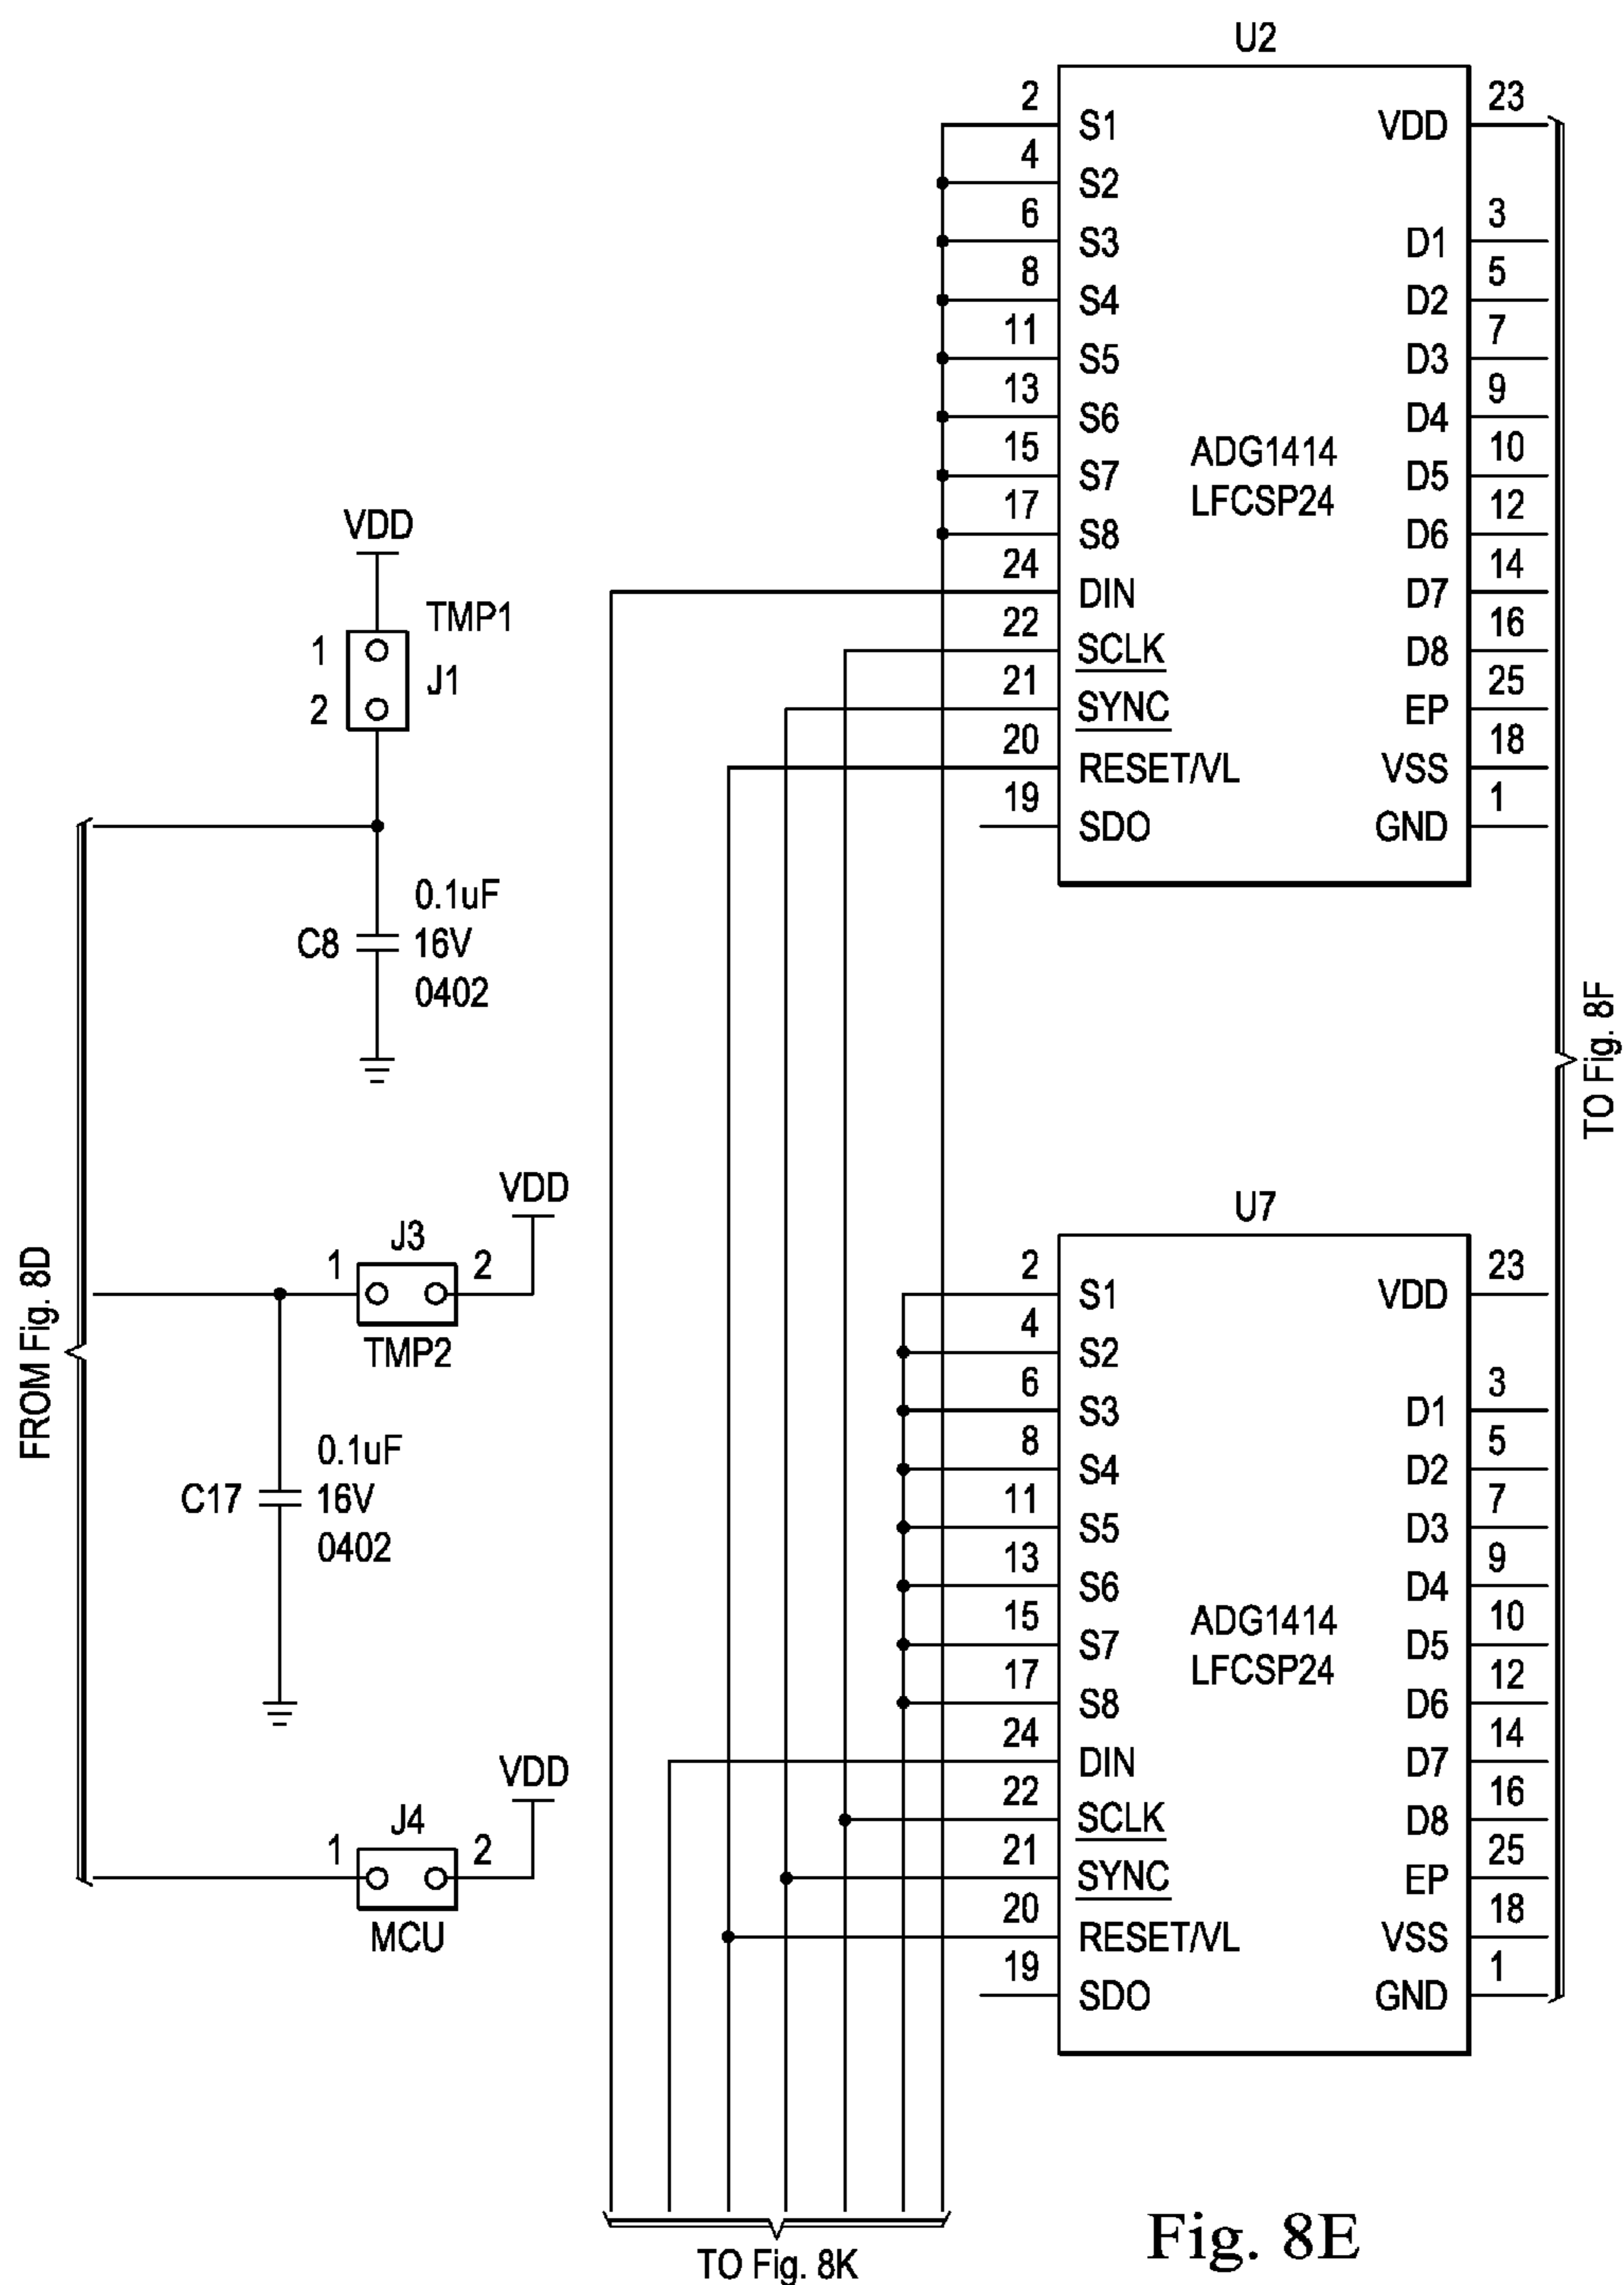 U2
2 S1 VDD 23
4 S2
6 S3 D1 3
8 S4 D2 5
11 S5 D3 7
13 S6 D4 9
ADG1414
15 S7 D5 10
LFCSP24
17 S8 D6 12
24 DIN D7 14
22 SCLK D8 16
21 SYNC EP 25
20 RESET/VL VSS 18
19 SDO GND 1
VDD
TMP1
1
J1
2
0.1uF
C8 16V
0402
TO Fig. 8F
VDD
J3
1 2
TMP2
FROM Fig. 8D
0.1uF
C17 16V
0402
VDD
J4
1 2
MCU
U7
2 S1 VDD 23
4 S2
6 S3 D1 3
8 S4 D2 5
11 S5 D3 7
13 S6 D4 9
ADG1414
15 S7 D5 10
LFCSP24
17 S8 D6 12
24 DIN D7 14
22 SCLK D8 16
21 SYNC EP 25
20 RESET/VL VSS 18
19 SDO GND 1
TO Fig. 8K
Fig. 8E